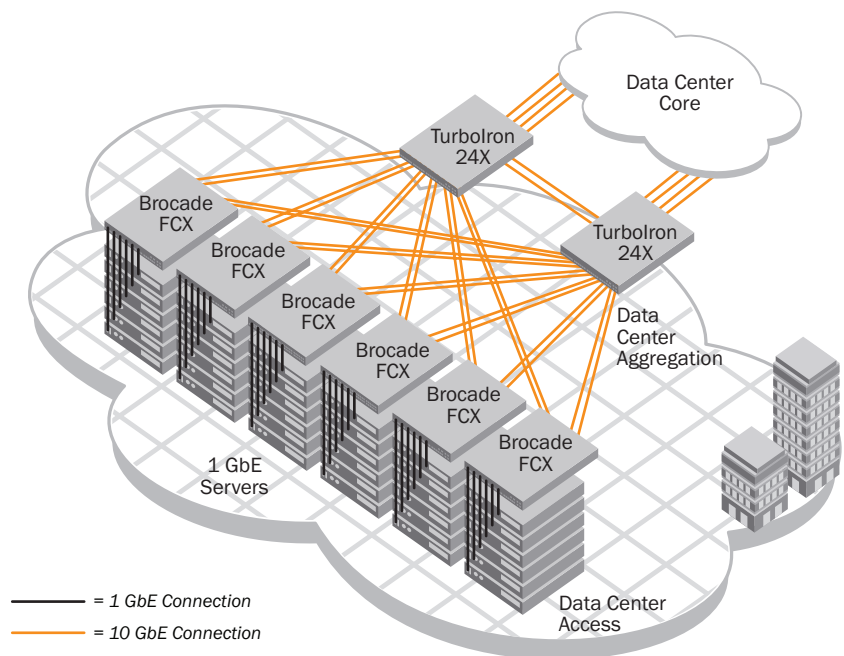 Data Center
Core
TurboIron
24X
TurboIron
24X
Brocade
FCX
Brocade
FCX
Brocade
FCX
Brocade
FCX
Brocade
FCX
Brocade
FCX
Data
Center
Aggregation
1 GbE
Servers
Data Center
Access
= 1 GbE Connection
= 10 GbE Connection